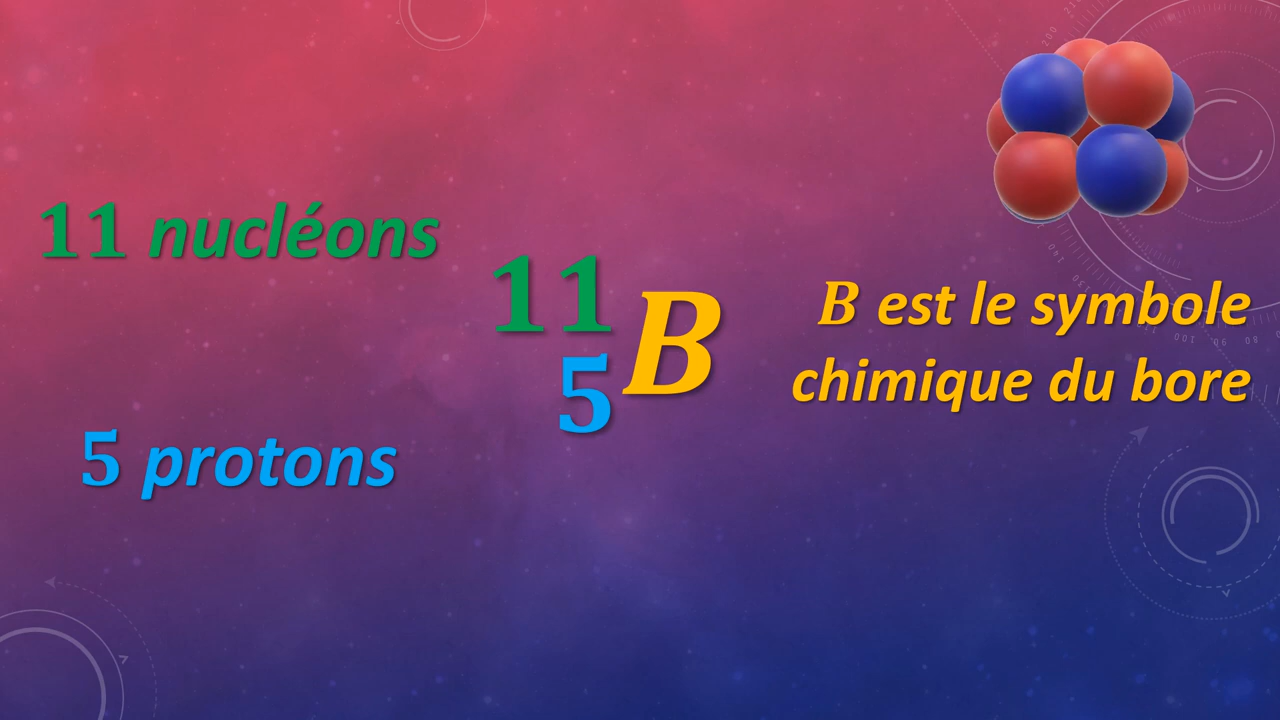 11 nucléons
5 protons
11
5
B
B est le symbole
chimique du bore